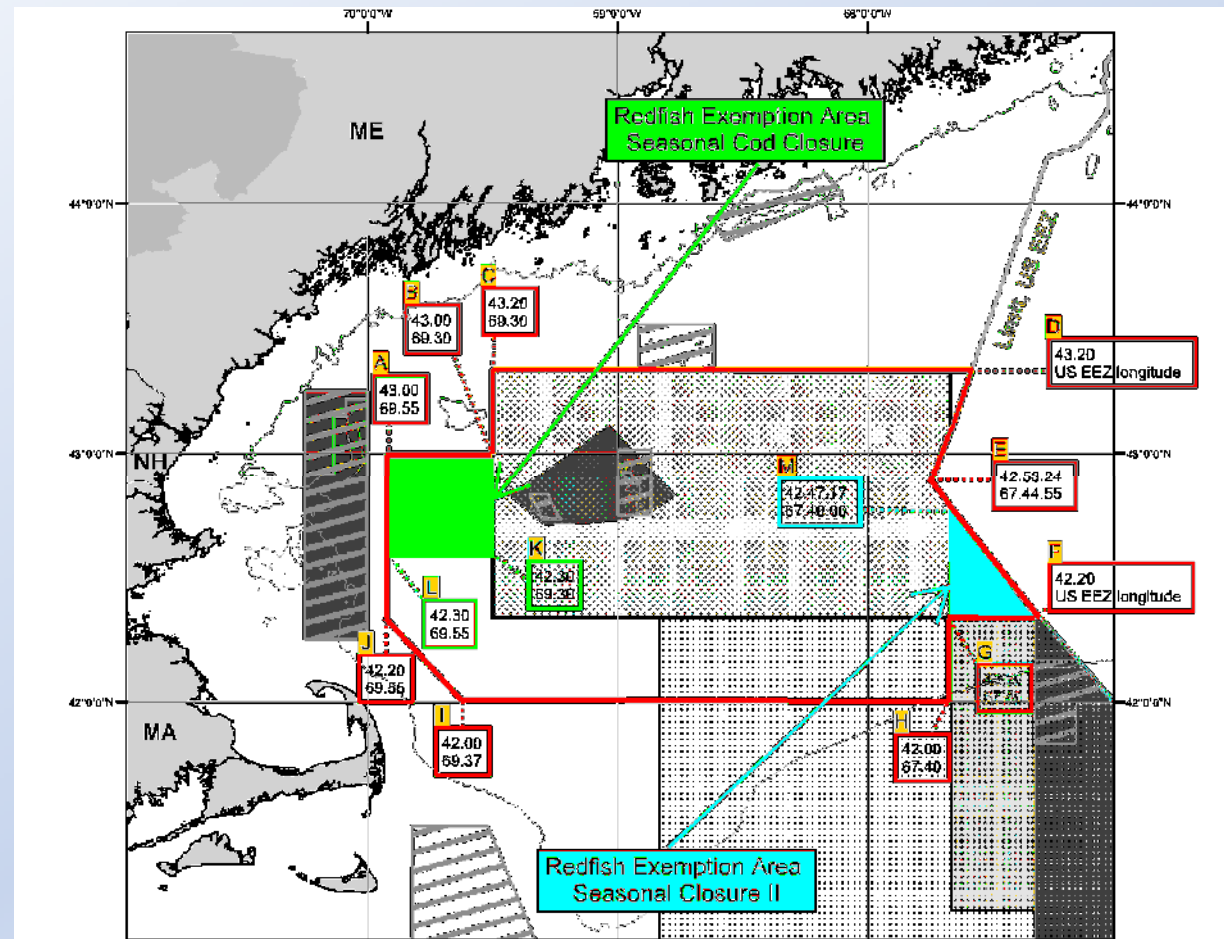 70°0'0"W
69°0'0"W
68°0'0"W
Redfish Exemption Area
Seasonal Cod Closure
ME
44°0'0"N
44°0'0"N
Limit, US EEZ
C
43.20
69.30
B
43.00
69.30
D
43.20
US EEZ longitude
A
43.00
69.55
NH
43°0'0"N
E
42.53.24
67.44.55
M
42.47.17
67.40.00
K
42.30
69.30
F
42.20
US EEZ longitude
L
42.30
69.55
J
42.20
69.55
G
MA
42°0'0"N
42°0'0"N
I
42.00
69.37
H
42.00
67.40
Redfish Exemption Area
Seasonal Closure II